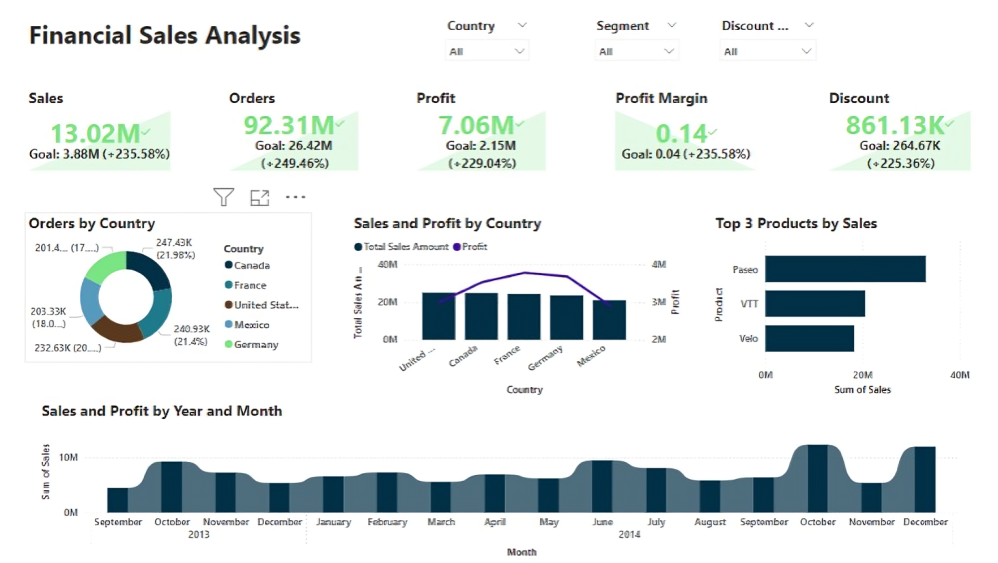 Financial Sales Analysis
Country
All
Segment
All
Discount ...
All
Sales
13.02M
Goal: 3.88M (+235.58%)
Orders
92.31M
Goal: 26.42M
(+249.46%)
Profit
7.06M
Goal: 2.15M
(+229.04%)
Profit Margin
0.14
Goal: 0.04 (+235.58%)
Discount
861.13K
Goal: 264.67K
(+225.36%)
Orders by Country
201.4... (17....)
247.43K
(21.98%)
203.33K
(18.0...)
240.93K
(21.4%)
232.63K (20....)
Country
Canada
France
United Stat...
Mexico
Germany
Sales and Profit by Country
Total Sales Amount Profit
Total Sales An ...
40M
20M
0M
4M
3M
2M
Profit
United ...
Canada
France
Germany
Mexico
Country
Top 3 Products by Sales
Product
Paseo
VTT
Velo
0M 20M 40M
Sum of Sales
Sales and Profit by Year and Month
Sum of Sales
10M
0M
September October November December January February March April May June July August September October November December
2013 2014
Month